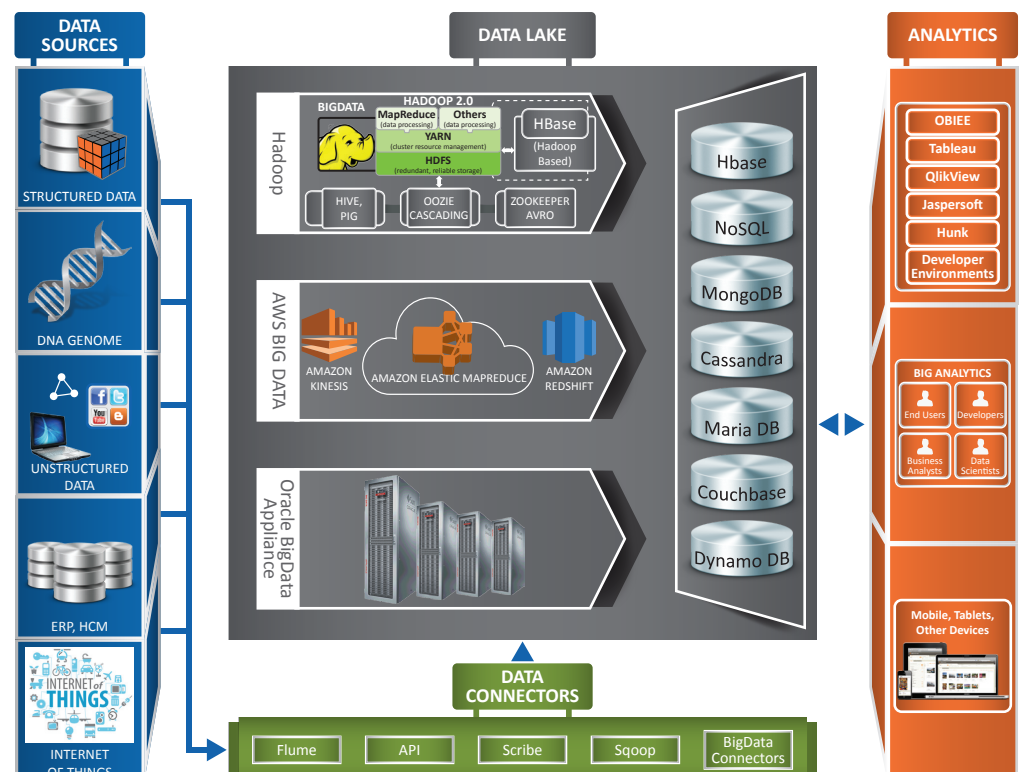 DATA
SOURCES
STRUCTURED DATA
DNA GENOME
f
t
You
Tube
UNSTRUCTURED
DATA
ERP, HCM
INTERNET of
THINGS
INTERNET
OF THINGS
DATA LAKE
Hadoop
BIGDATA
HADOOP 2.0
MapReduce
(data processing)
Others
(data processing)
YARN
(cluster resource management)
HDFS
(redundant, reliable storage)
HBase
(Hadoop
Based)
HIVE,
PIG
OOZIE
CASCADING
ZOOKEEPER
AVRO
AWS BIG DATA
AMAZON
KINESIS
AMAZON ELASTIC MAPREDUCE
AMAZON
REDSHIFT
Oracle BigData
Appliance
Hbase
NoSQL
MongoDB
Cassandra
Maria DB
Couchbase
Dynamo DB
DATA
CONNECTORS
Flume
API
Scribe
Sqoop
BigData
Connectors
ANALYTICS
OBIEE
Tableau
QlikView
Jaspersoft
Hunk
Developer
Environments
BIG ANALYTICS
End Users
Developers
Business
Analysts
Data
Scientists
Mobile, Tablets,
Other Devices